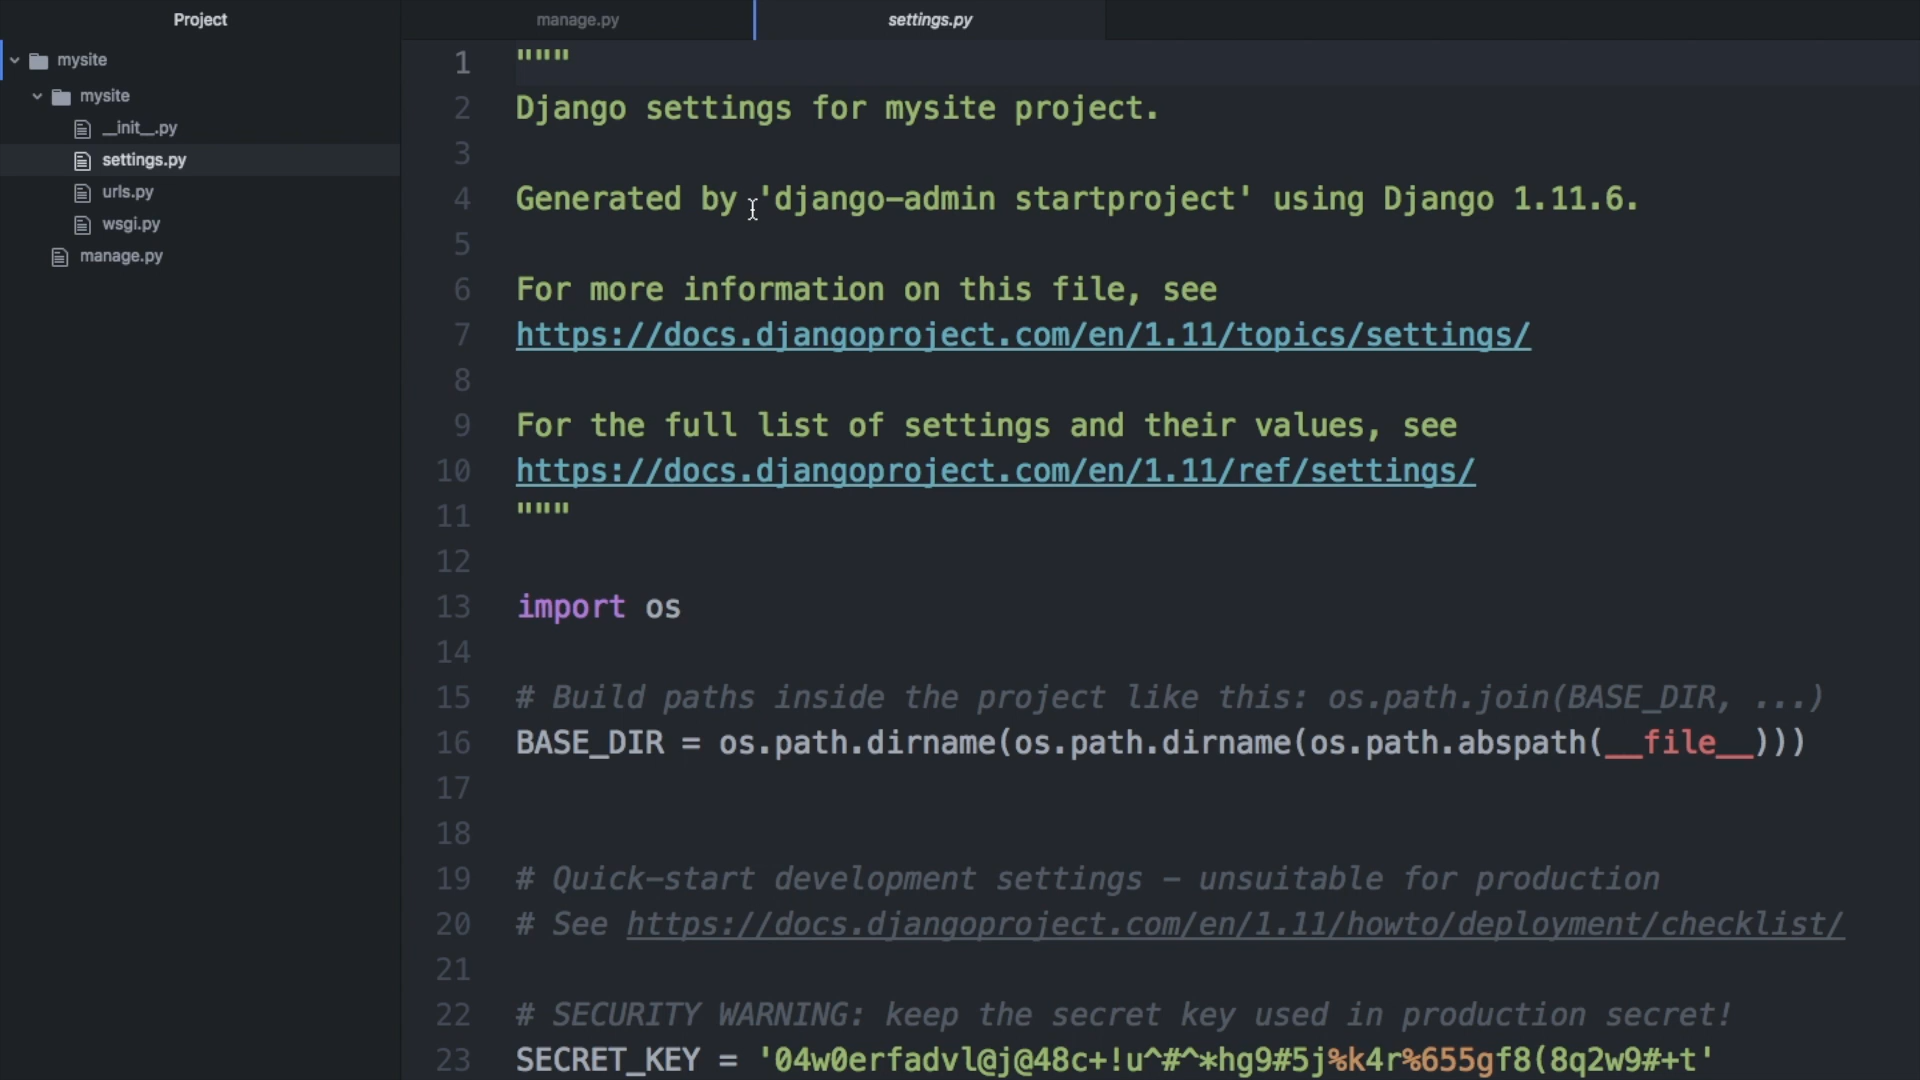 Project
mysite
mysite
__init__.py
settings.py
urls.py
wsgi.py
manage.py
manage.py
settings.py
1 """
2 Django settings for mysite project.
3
4 Generated by 'django-admin startproject' using Django 1.11.6.
5
6 For more information on this file, see
7 https://docs.djangoproject.com/en/1.11/topics/settings/
8
9 For the full list of settings and their values, see
10 https://docs.djangoproject.com/en/1.11/ref/settings/
11 """
12
13 import os
14
15 # Build paths inside the project like this: os.path.join(BASE_DIR, ...)
16 BASE_DIR = os.path.dirname(os.path.dirname(os.path.abspath(__file__)))
17
18
19 # Quick-start development settings - unsuitable for production
20 # See https://docs.djangoproject.com/en/1.11/howto/deployment/checklist/
21
22 # SECURITY WARNING: keep the secret key used in production secret!
23 SECRET_KEY = '04w0erfadvl@j@48c+!u^#^*hg9#5j%k4r%655gf8(8q2w9#+t'